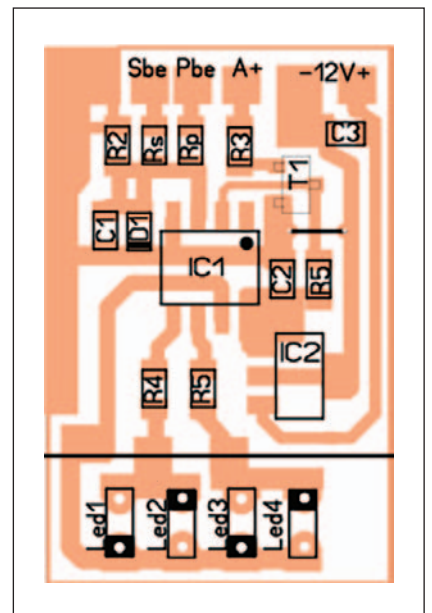 Sbe Pbe A+ -12V+
R2 Rs Rp R3 C3
T1
C1 D1
IC1 C2 R5
IC2
R4 R5
Led1 Led2 Led3 Led4